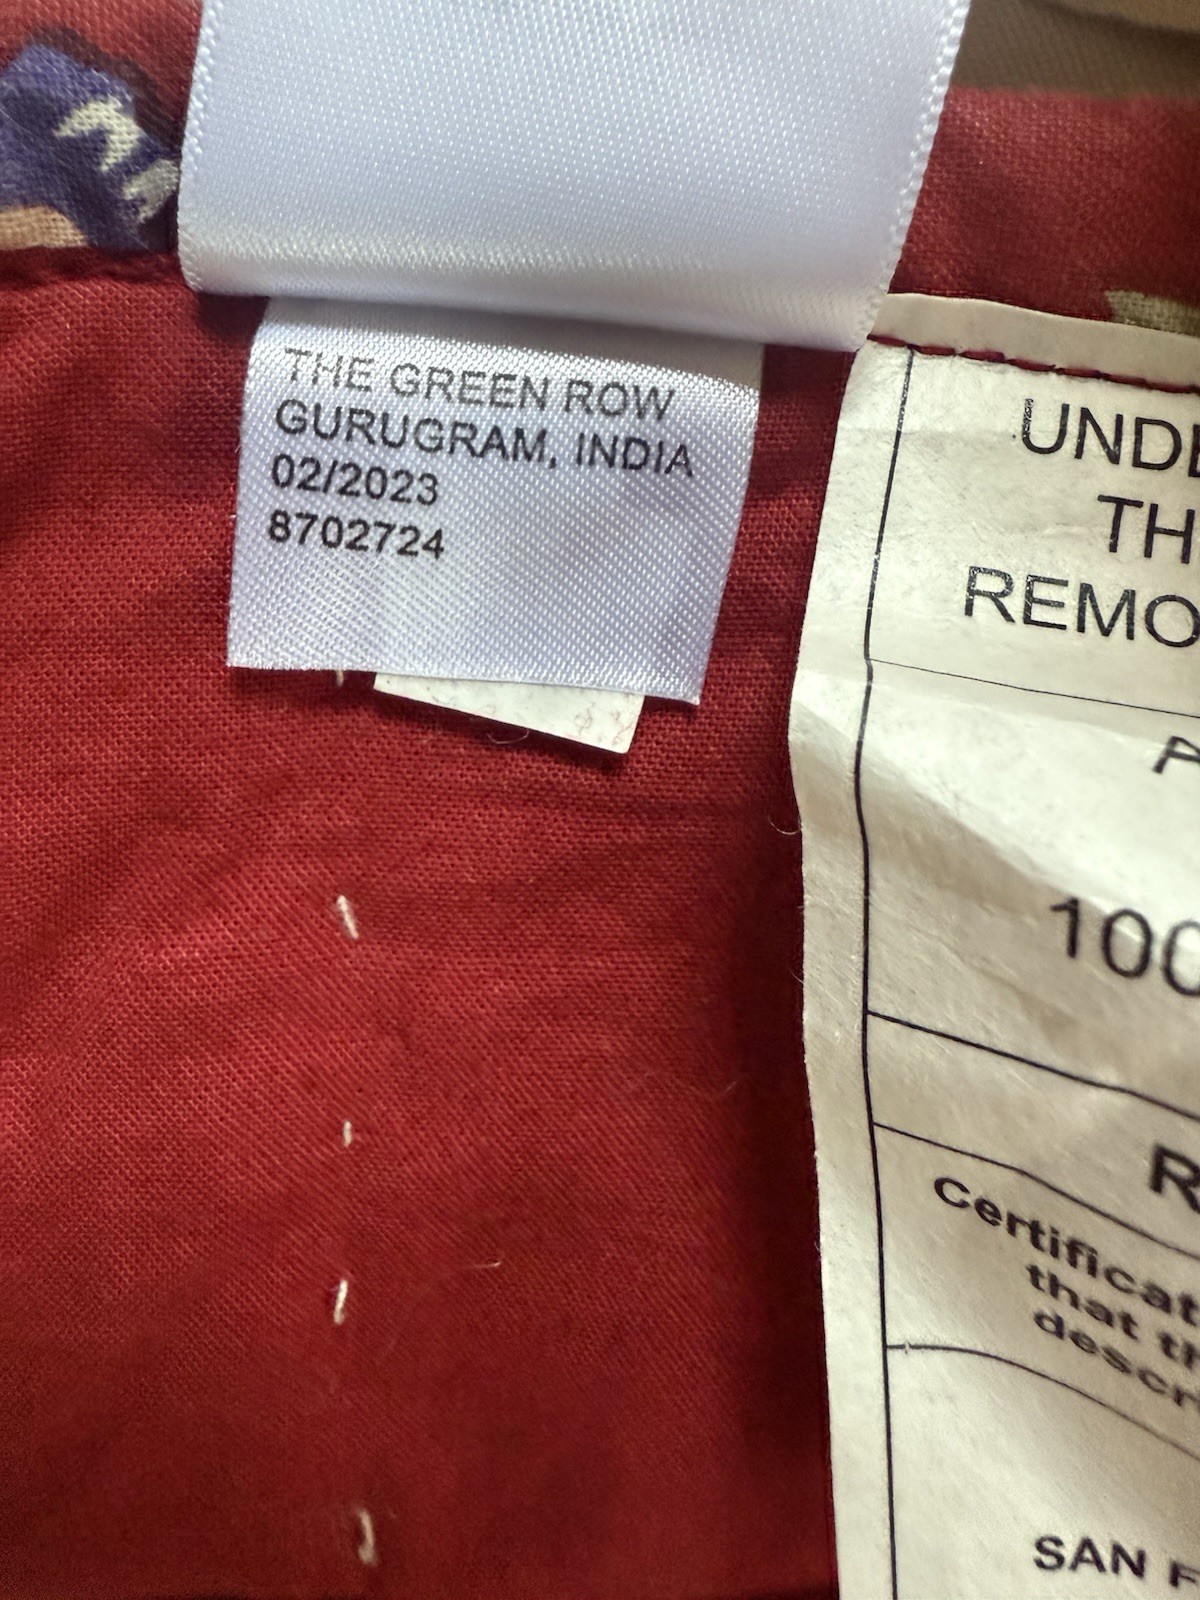 THE GREEN ROW
GURUGRAM, INDIA
02/2023
8702724
UNDE
TH
REMO
A
100
R
Certificat
that th
descr
SAN F